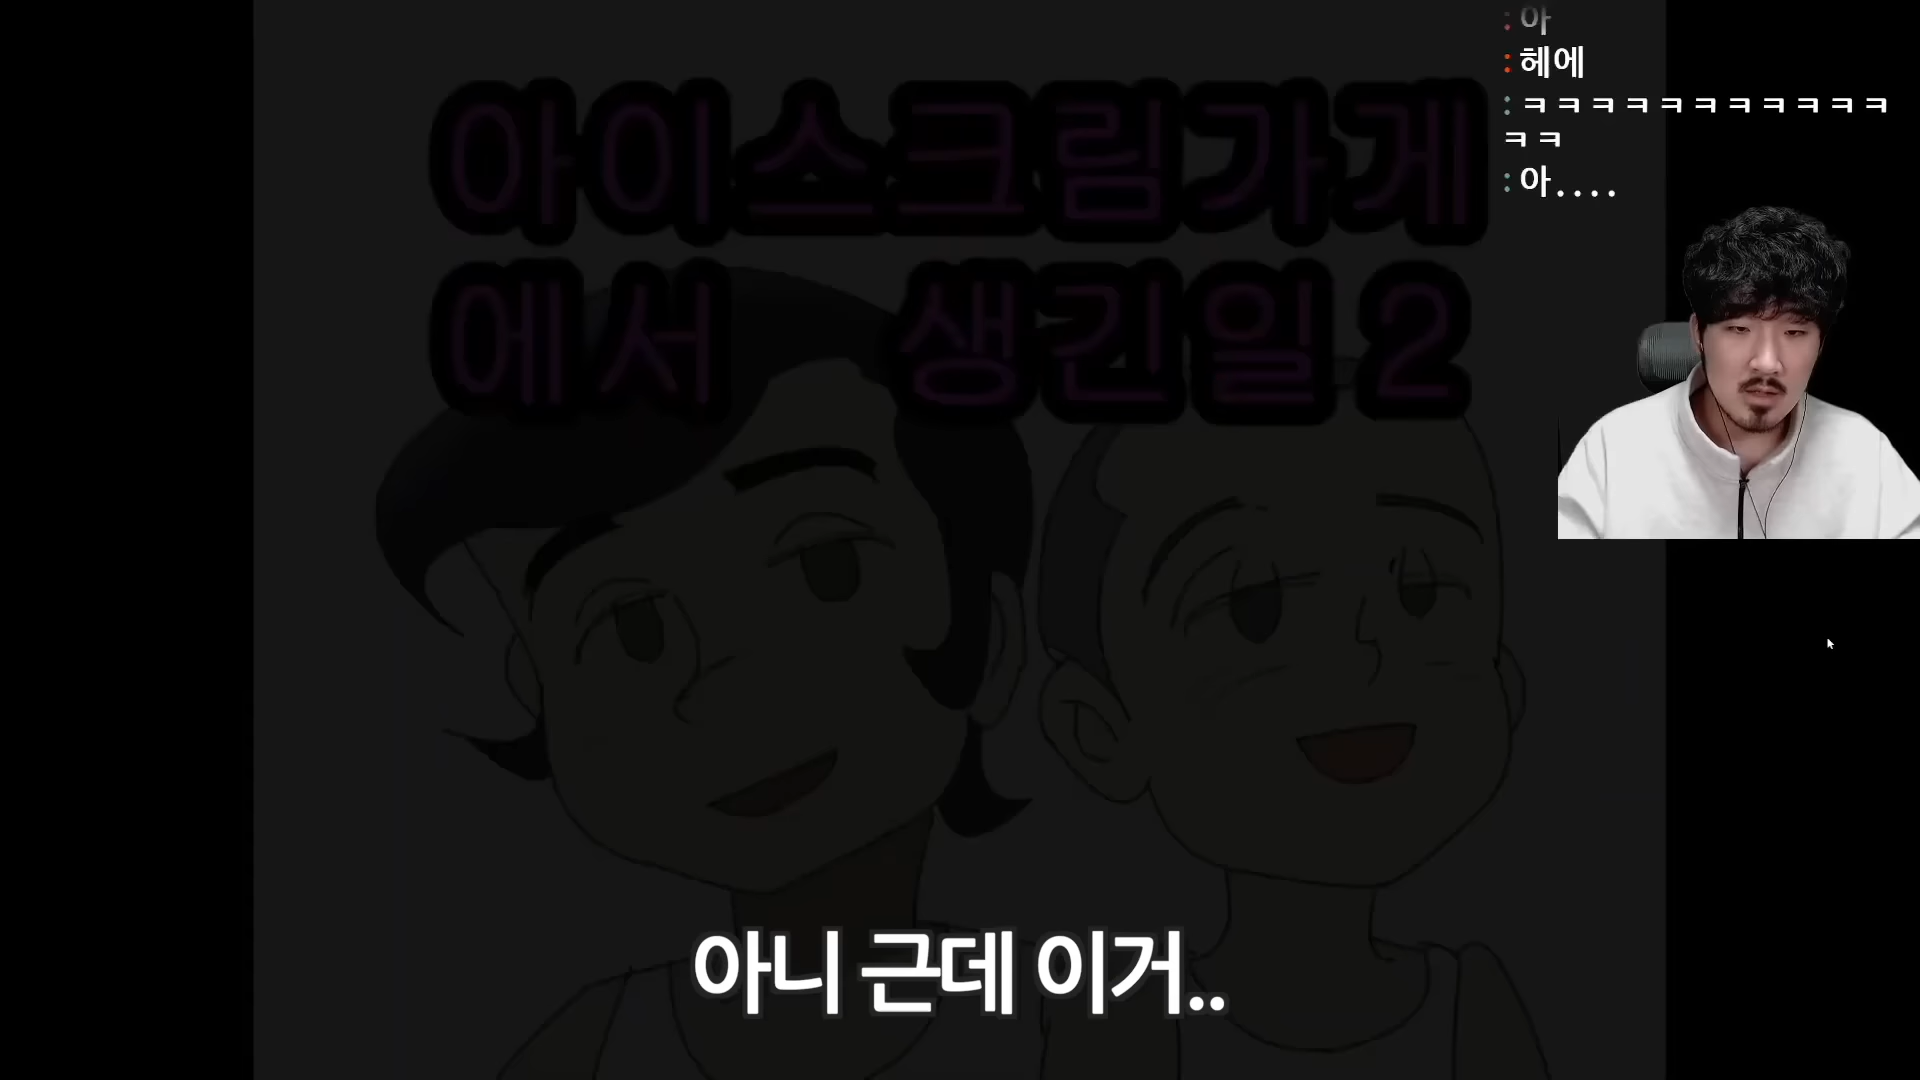 아이스크림가게
에서 생긴일2
: 아
: 헤에
: ㅋㅋㅋㅋㅋㅋㅋㅋㅋㅋㅋ
ㅋㅋ
: 아....
아니 근데 이거..